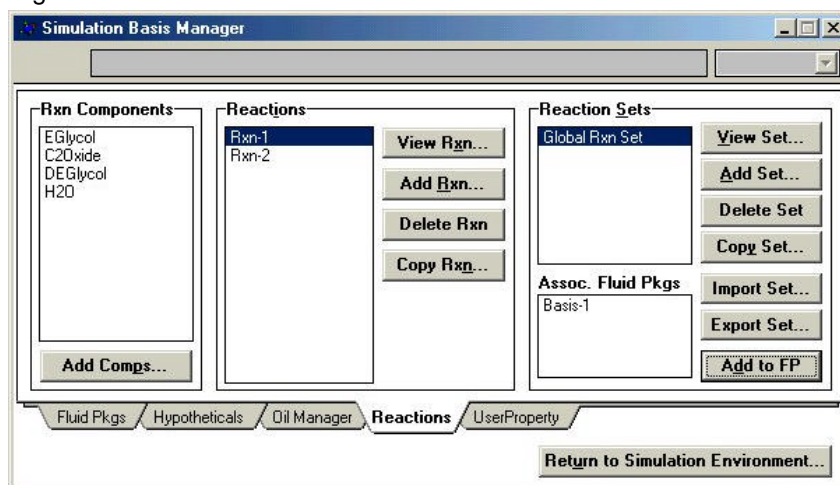 Simulation Basis Manager
Rxn Components
EGlycol
C2Oxide
DEGlycol
H2O
Add Comps...
Reactions
Rxn-1
Rxn-2
View Rxn...
Add Rxn...
Delete Rxn
Copy Rxn...
Reaction Sets
Global Rxn Set
View Set...
Add Set...
Delete Set
Copy Set...
Assoc. Fluid Pkgs
Basis-1
Import Set...
Export Set...
Add to FP
Fluid Pkgs
Hypotheticals
Oil Manager
Reactions
UserProperty
Return to Simulation Environment...